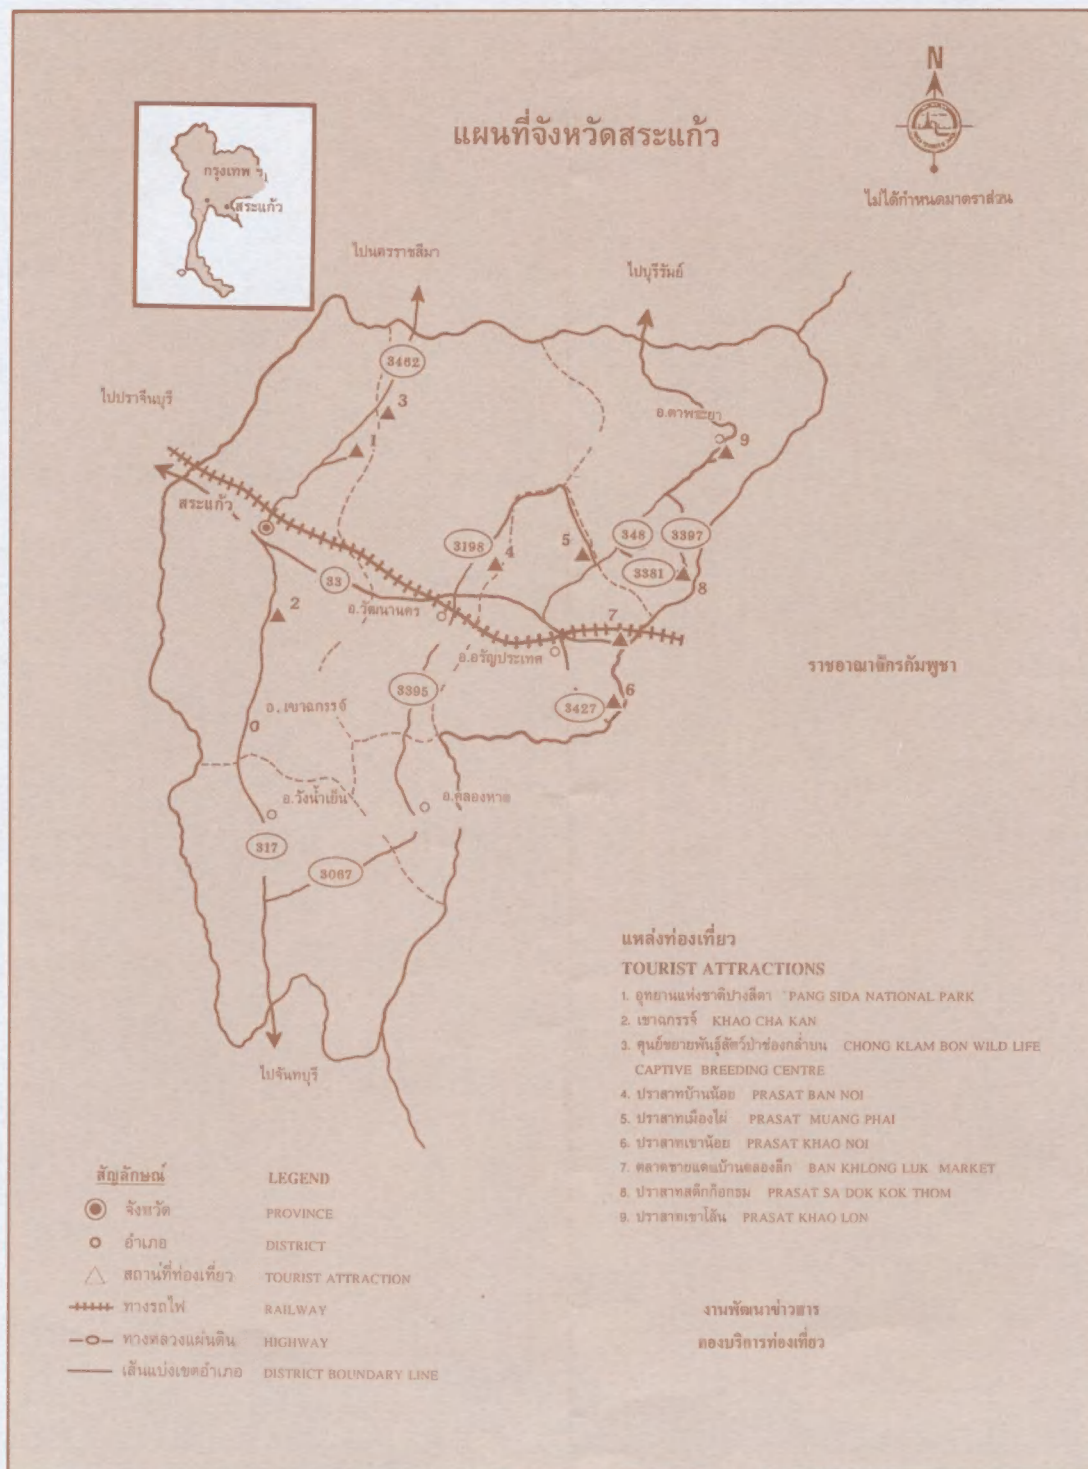 N
แผนที่จังหวัดสระแก้ว
ไม่ได้กำหนดมาตราส่วน
กรุงเทพ ฯ
สระแก้ว
ไปนครราชสีมา
ไปบุรีรัมย์
3462
ไปปราจีนบุรี
3
อ.ตาพระยา
1
9
สระแก้ว
3198
4
5
348
3397
3381
8
33
2
อ.วัฒนานคร
7
อ.อรัญประเทศ
ราชอาณาจักรกัมพูชา
3395
6
3427
อ.เขาฉกรรจ์
อ.วังน้ำเย็น
อ.คลองหาด
317
3067
ไปจันทบุรี
แหล่งท่องเที่ยว
TOURIST ATTRACTIONS
1. อุทยานแห่งชาติปางสีดา PANG SIDA NATIONAL PARK
2. เขาฉกรรจ์ KHAO CHA KAN
3. ศูนย์ขยายพันธุ์สัตว์ป่าช่องกล่ำบน CHONG KLAM BON WILD LIFE
CAPTIVE BREEDING CENTRE
4. ปราสาทบ้านน้อย PRASAT BAN NOI
5. ปราสาทเมืองไผ่ PRASAT MUANG PHAI
6. ปราสาทเขาน้อย PRASAT KHAO NOI
7. ตลาดชายแดนบ้านคลองลึก BAN KHLONG LUK MARKET
8. ปราสาทสด๊กก๊อกธม PRASAT SA DOK KOK THOM
9. ปราสาทเขาโล้น PRASAT KHAO LON
สัญลักษณ์ LEGEND
จังหวัด PROVINCE
อำเภอ DISTRICT
สถานที่ท่องเที่ยว TOURIST ATTRACTION
ทางรถไฟ RAILWAY
ทางหลวงแผ่นดิน HIGHWAY
เส้นแบ่งเขตอำเภอ DISTRICT BOUNDARY LINE
งานพัฒนาข่าวสาร
กองบริการท่องเที่ยว